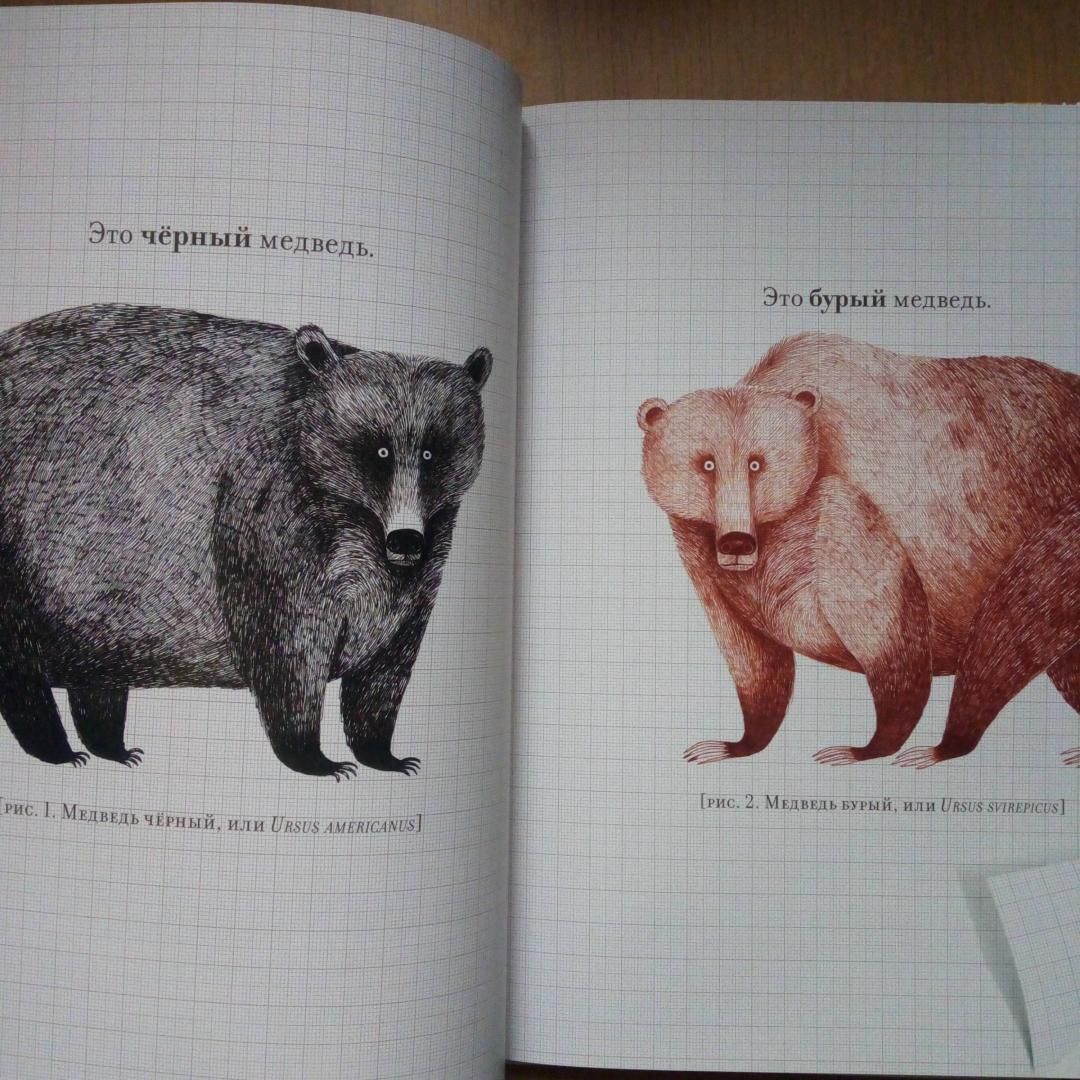 Это чёрный медведь.
[рис. 1. Медведь чёрный, или Ursus americanus]
Это бурый медведь.
[рис. 2. Медведь бурый, или Ursus svirepicus]